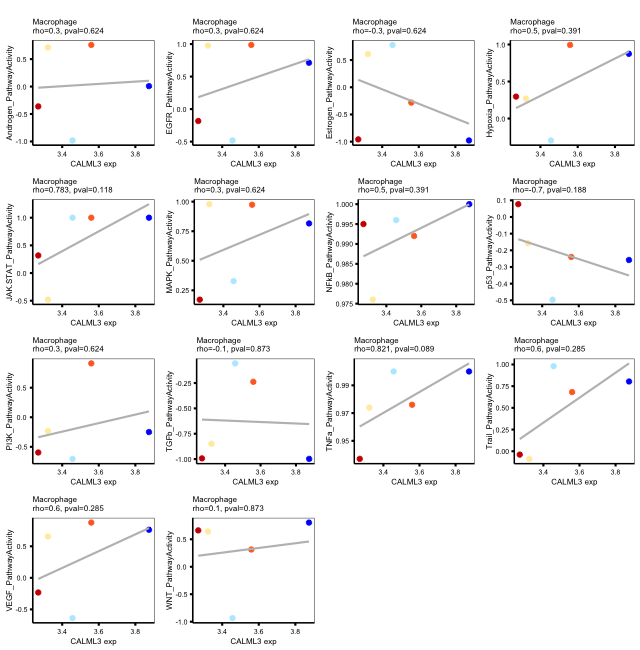 Macrophage
rho=0.3, pval=0.624
Androgen_PathwayActivity
0.5
0.0
-0.5
-1.0
3.4 3.6 3.8
CALML3 exp
Macrophage
rho=0.3, pval=0.624
EGFR_PathwayActivity
1.0
0.5
0.0
-0.5
3.4 3.6 3.8
CALML3 exp
Macrophage
rho=-0.3, pval=0.624
Estrogen_PathwayActivity
0.5
0.0
-0.5
-1.0
3.4 3.6 3.8
CALML3 exp
Macrophage
rho=0.5, pval=0.391
Hypoxia_PathwayActivity
1.0
0.5
0.0
3.4 3.6 3.8
CALML3 exp
Macrophage
rho=0.783, pval=0.118
JAK.STAT_PathwayActivity
1.0
0.5
0.0
-0.5
3.4 3.6 3.8
CALML3 exp
Macrophage
rho=0.3, pval=0.624
MAPK_PathwayActivity
0.75
0.50
0.25
3.4 3.6 3.8
CALML3 exp
Macrophage
rho=0.5, pval=0.391
NFkB_PathwayActivity
1.000
0.995
0.990
0.985
0.980
0.975
3.4 3.6 3.8
CALML3 exp
Macrophage
rho=-0.7, pval=0.188
p53_PathwayActivity
0.1
0.0
-0.1
-0.2
-0.3
-0.4
-0.5
3.4 3.6 3.8
CALML3 exp
Macrophage
rho=0.3, pval=0.624
PI3K_PathwayActivity
0.5
0.0
-0.5
3.4 3.6 3.8
CALML3 exp
Macrophage
rho=-0.1, pval=0.873
TGFb_PathwayActivity
-0.25
-0.50
-0.75
-1.00
3.4 3.6 3.8
CALML3 exp
Macrophage
rho=0.821, pval=0.089
TNFa_PathwayActivity
0.99
0.97
0.95
3.4 3.6 3.8
CALML3 exp
Macrophage
rho=0.6, pval=0.285
Trail_PathwayActivity
1.00
0.75
0.50
0.25
0.00
3.4 3.6 3.8
CALML3 exp
Macrophage
rho=0.6, pval=0.285
VEGF_PathwayActivity
0.5
0.0
-0.5
3.4 3.6 3.8
CALML3 exp
Macrophage
rho=0.1, pval=0.873
WNT_PathwayActivity
0.5
0.0
-0.5
-1.0
3.4 3.6 3.8
CALML3 exp